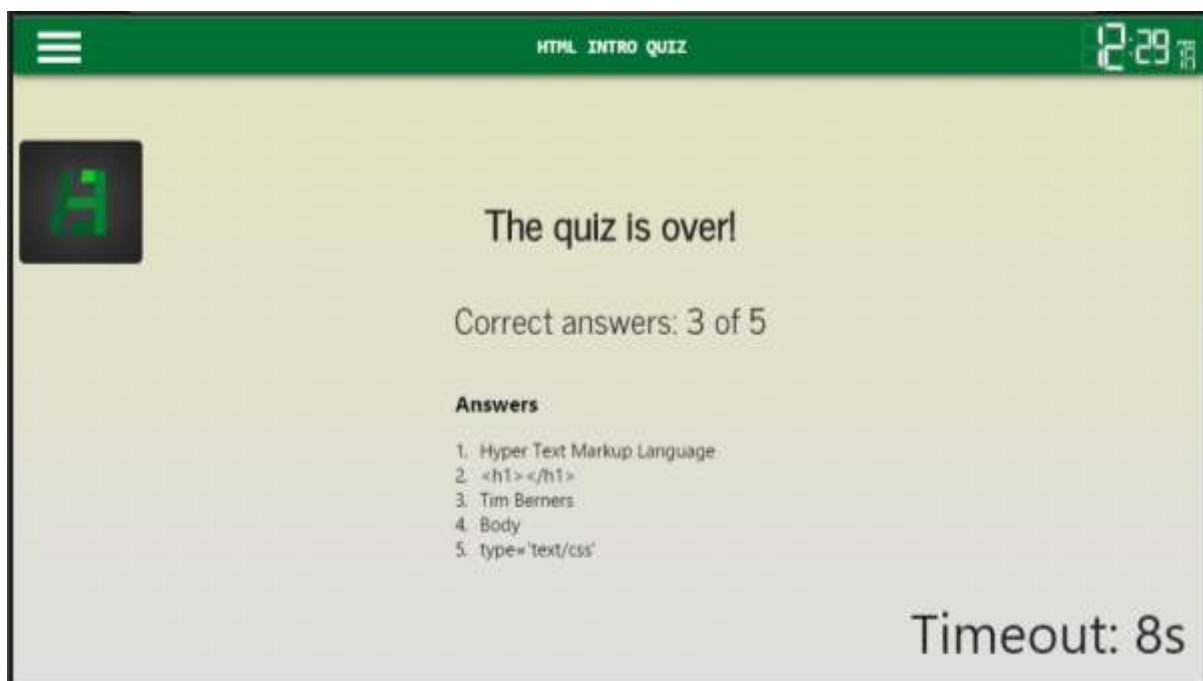 HTML INTRO QUIZ
12:29
The quiz is over!
Correct answers: 3 of 5
Answers
1. Hyper Text Markup Language
2. <h1></h1>
3. Tim Berners
4. Body
5. type='text/css'
Timeout: 8s